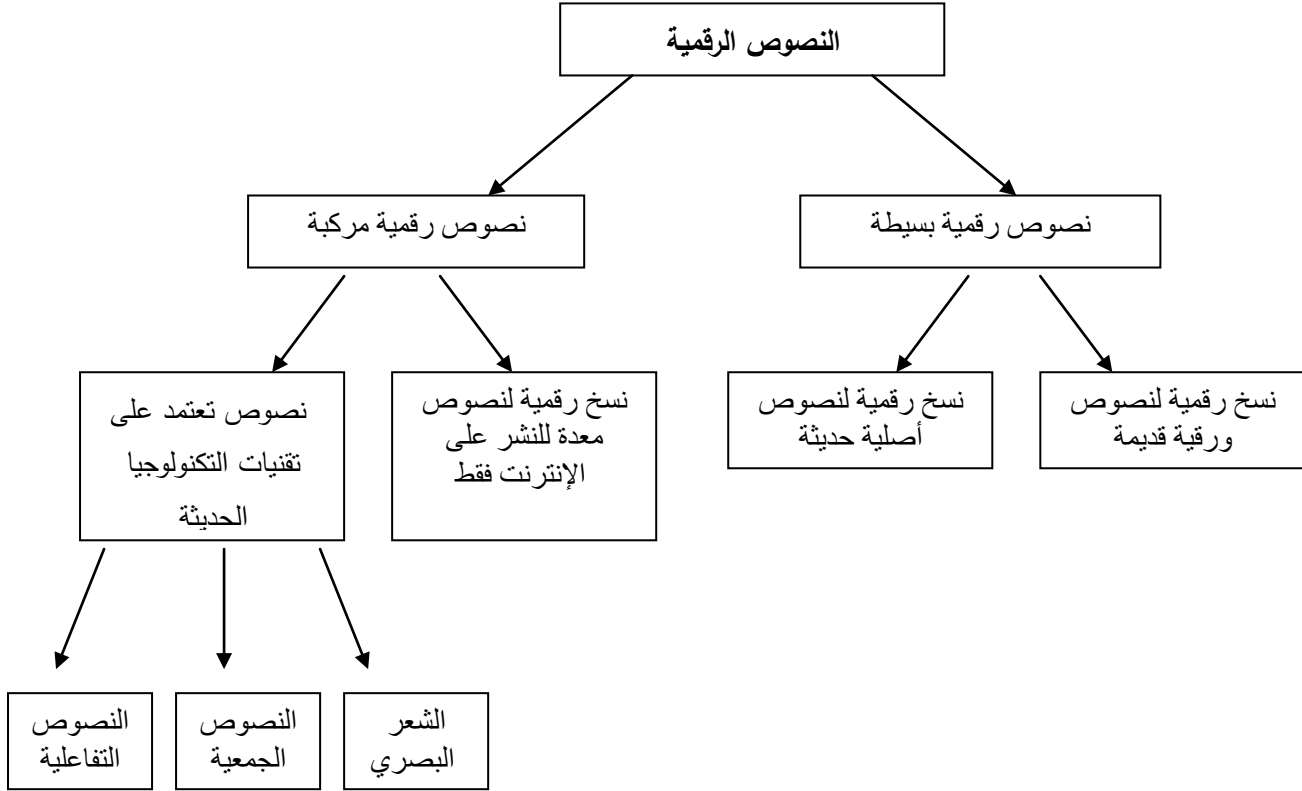 النصوص الرقمية
نصوص رقمية بسيطة
نصوص رقمية مركبة
نسخ رقمية لنصوص
ورقية قديمة
نسخ رقمية لنصوص
أصلية حديثة
نسخ رقمية لنصوص
معدة للنشر على
الإنترنت فقط
نصوص تعتمد على
تقنيات التكنولوجيا
الحديثة
الشعر
البصري
النصوص
الجمعية
النصوص
التفاعلية